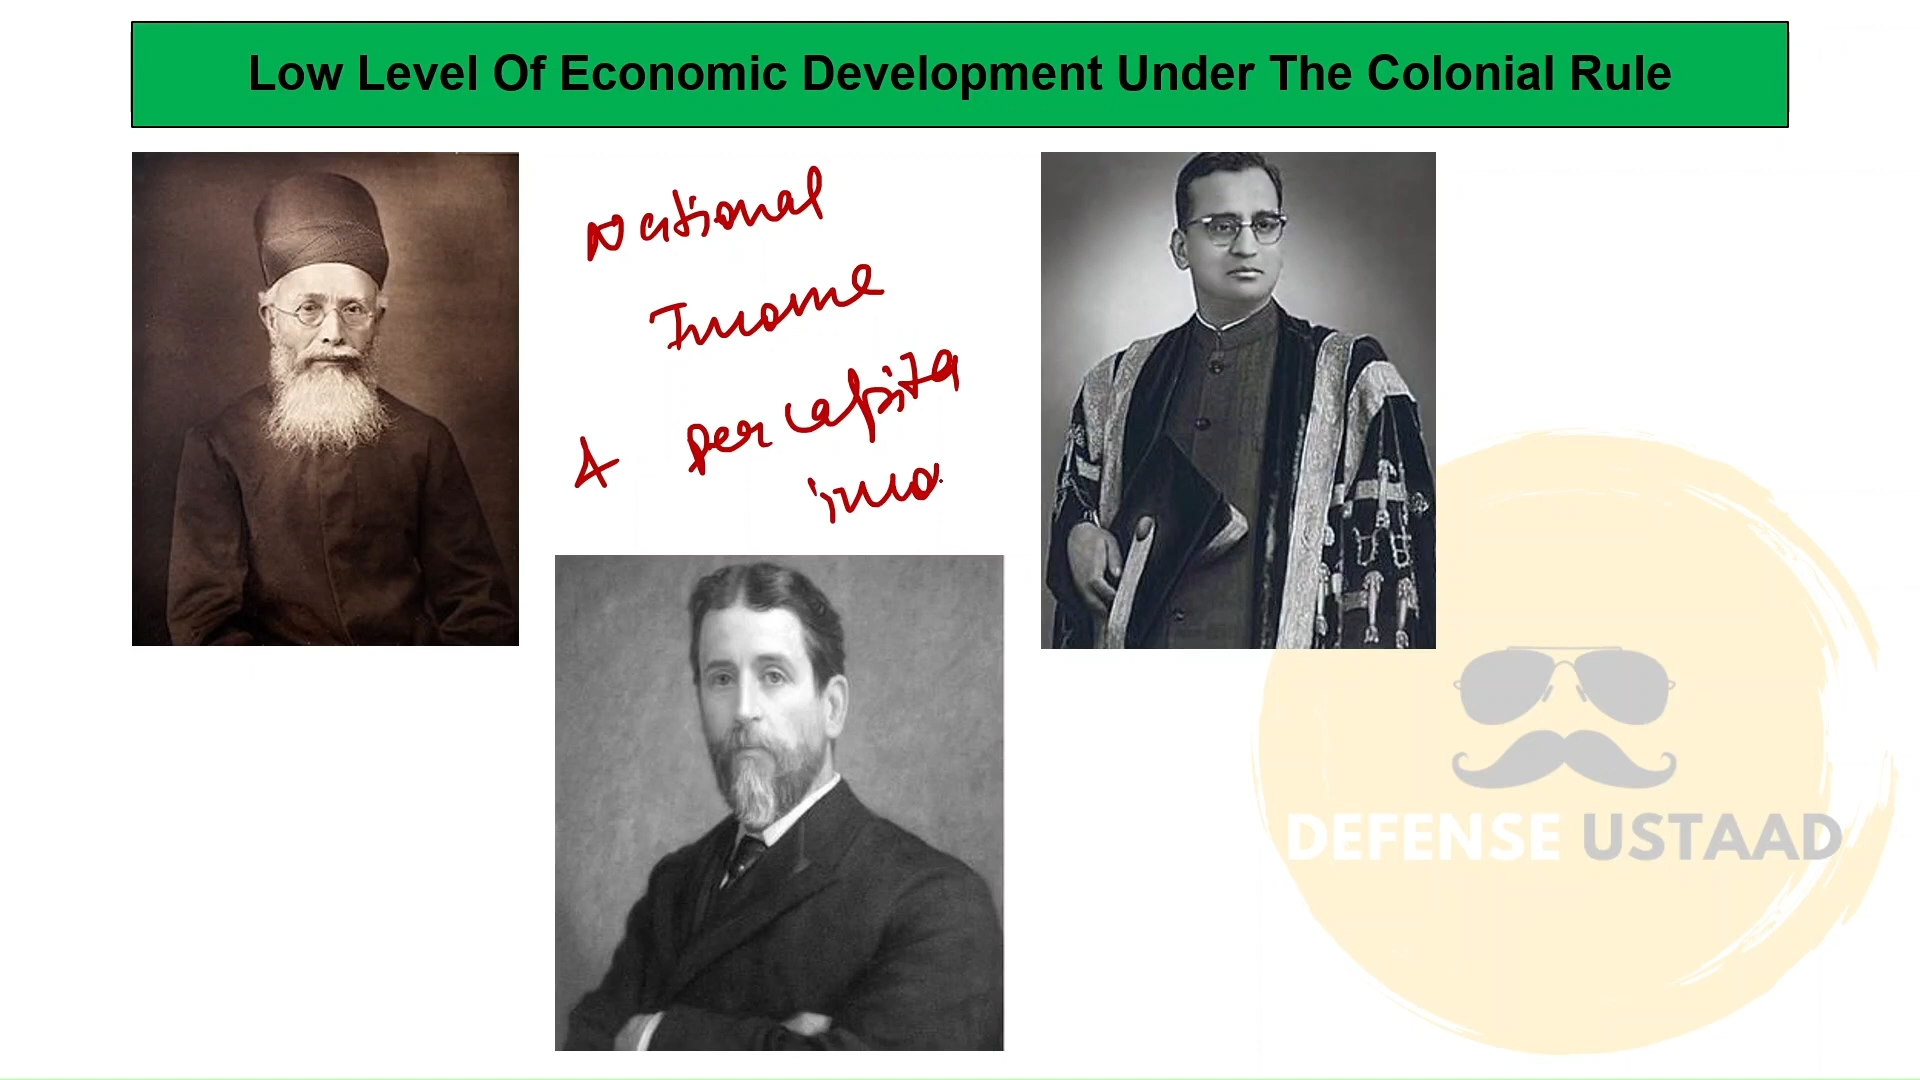 Low Level Of Economic Development Under The Colonial Rule
National
Income
& per capita
inco
DEFENSE USTAAD